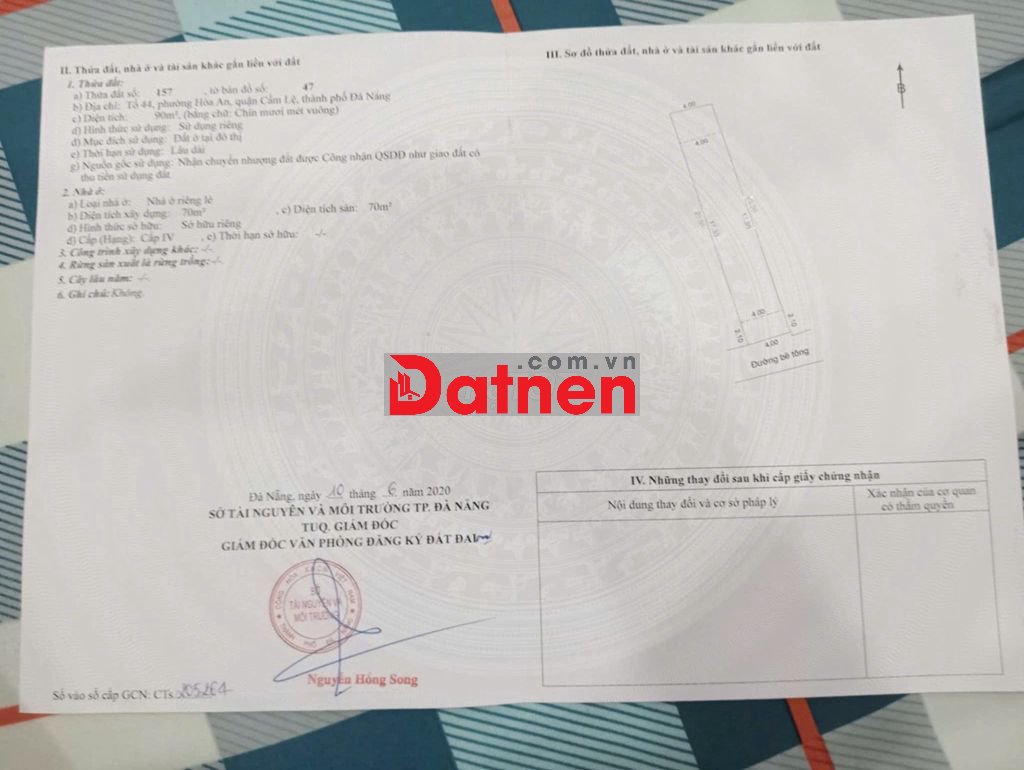 II. Thửa đất, nhà ở và tài sản khác gắn liền với đất
1. Thửa đất:
a) Thửa đất số: 157 , tờ bản đồ số: 47
b) Địa chỉ: Tổ 44, phường Hòa An, quận Cẩm Lệ, thành phố Đà Nẵng
c) Diện tích: 90m², (bằng chữ: Chín mươi mét vuông)
d) Hình thức sử dụng: Sử dụng riêng
đ) Mục đích sử dụng: Đất ở tại đô thị
e) Thời hạn sử dụng: Lâu dài
g) Nguồn gốc sử dụng: Nhận chuyển nhượng đất được Công nhận QSDĐ như giao đất có
thu tiền sử dụng đất
2. Nhà ở:
a) Loại nhà ở: Nhà ở riêng lẻ
b) Diện tích xây dựng: 70m² , c) Diện tích sàn: 70m²
d) Hình thức sở hữu: Sở hữu riêng
đ) Cấp (Hạng): Cấp IV , e) Thời hạn sở hữu: -/-
3. Công trình xây dựng khác: -/-
4. Rừng sản xuất là rừng trồng: -/-
5. Cây lâu năm: -/-
6. Ghi chú: Không.
III. Sơ đồ thửa đất, nhà ở và tài sản khác gắn liền với đất
B
4.00
4.00
4.00
2.10
2.10
4.00
Đường bê tông
.com.vn
Datnen
Đà Nẵng, ngày 10 tháng 6 năm 2020
SỞ TÀI NGUYÊN VÀ MÔI TRƯỜNG TP. ĐÀ NẴNG
TUQ. GIÁM ĐỐC
GIÁM ĐỐC VĂN PHÒNG ĐĂNG KÝ ĐẤT ĐAI
SỞ
TÀI NGUYÊN VÀ
MÔI TRƯỜNG
Nguyễn Hồng Song
Số vào sổ cấp GCN: CTs 205264
IV. Những thay đổi sau khi cấp giấy chứng nhận
Nội dung thay đổi và cơ sở pháp lý
Xác nhận của cơ quan
có thẩm quyền